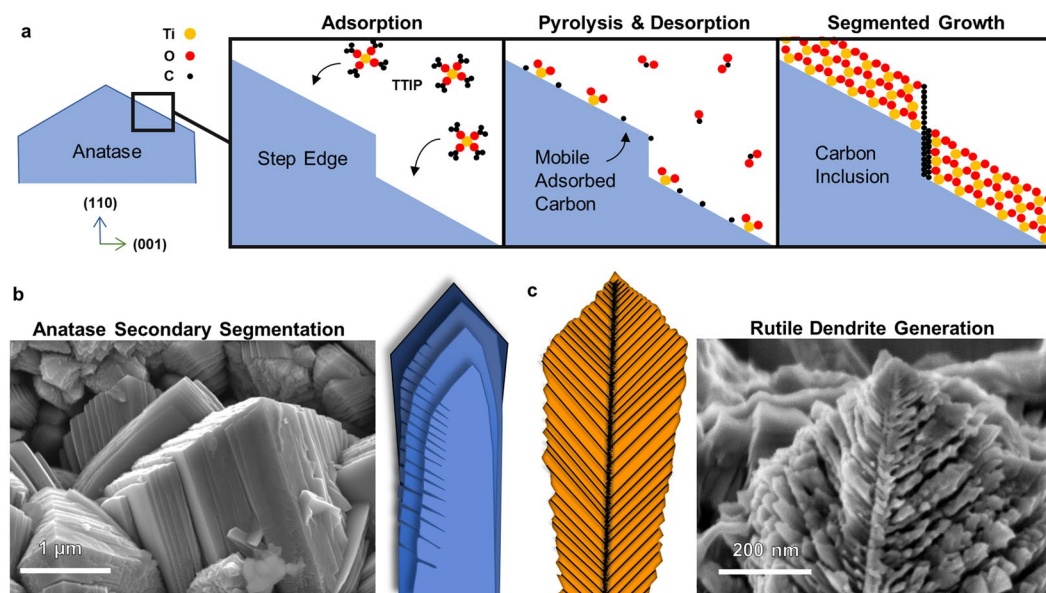 Adsorption
Pyrolysis & Desorption
Segmented Growth
a
Ti
O
C
TTIP
Anatase
Step Edge
Mobile
Adsorbed
Carbon
Carbon
Inclusion
(110)
(001)
b
Anatase Secondary Segmentation
1 µm
c
Rutile Dendrite Generation
200 nm